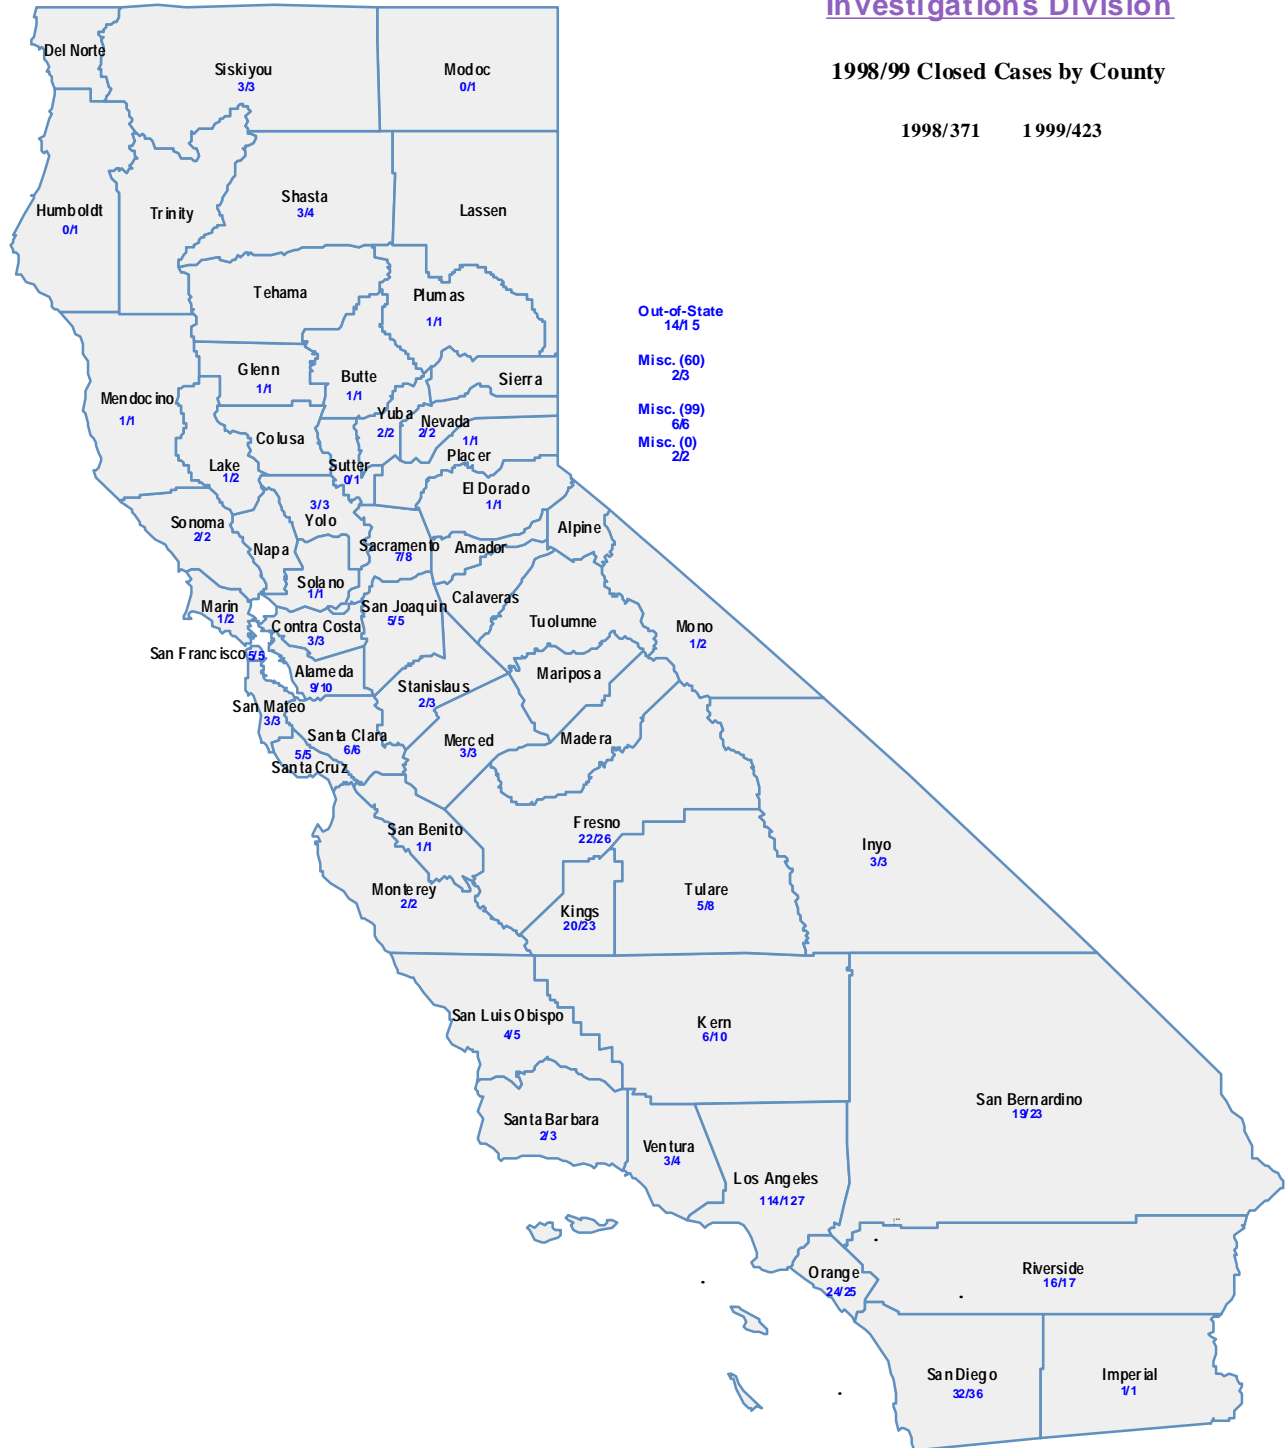 Investigations Division
1998/99 Closed Cases by County
1998/371 1999/423
Del Norte
Siskiyou
3/3
Modoc
0/1
Humboldt
0/1
Trinity
Shasta
3/4
Lassen
Tehama
Plumas
1/1
Out-of-State
14/15
Misc. (60)
2/3
Misc. (99)
6/6
Misc. (0)
2/2
Mendocino
1/1
Glenn
1/1
Butte
1/1
Sierra
Yuba
2/2
Nevada
2/2
1/1
Placer
Colusa
Lake
1/2
Sutter
0/1
El Dorado
1/1
Sonoma
2/2
3/3
Yolo
Napa
Sacramento
7/8
Amador
Alpine
Solano
1/1
Marin
1/2
San Joaquin
5/5
Calaveras
Tuolumne
Mono
1/2
Contra Costa
3/3
San Francisco 5/5
Alameda
9/10
Stanislaus
2/3
Mariposa
San Mateo
3/3
Santa Clara
6/6
5/5
Santa Cruz
Merced
3/3
Madera
San Benito
1/1
Fresno
22/26
Inyo
3/3
Monterey
2/2
Kings
20/23
Tulare
5/8
San Luis Obispo
4/5
Kern
6/10
San Bernardino
19/23
Santa Barbara
2/3
Ventura
3/4
Los Angeles
114/127
Orange
24/25
Riverside
16/17
San Diego
32/36
Imperial
1/1